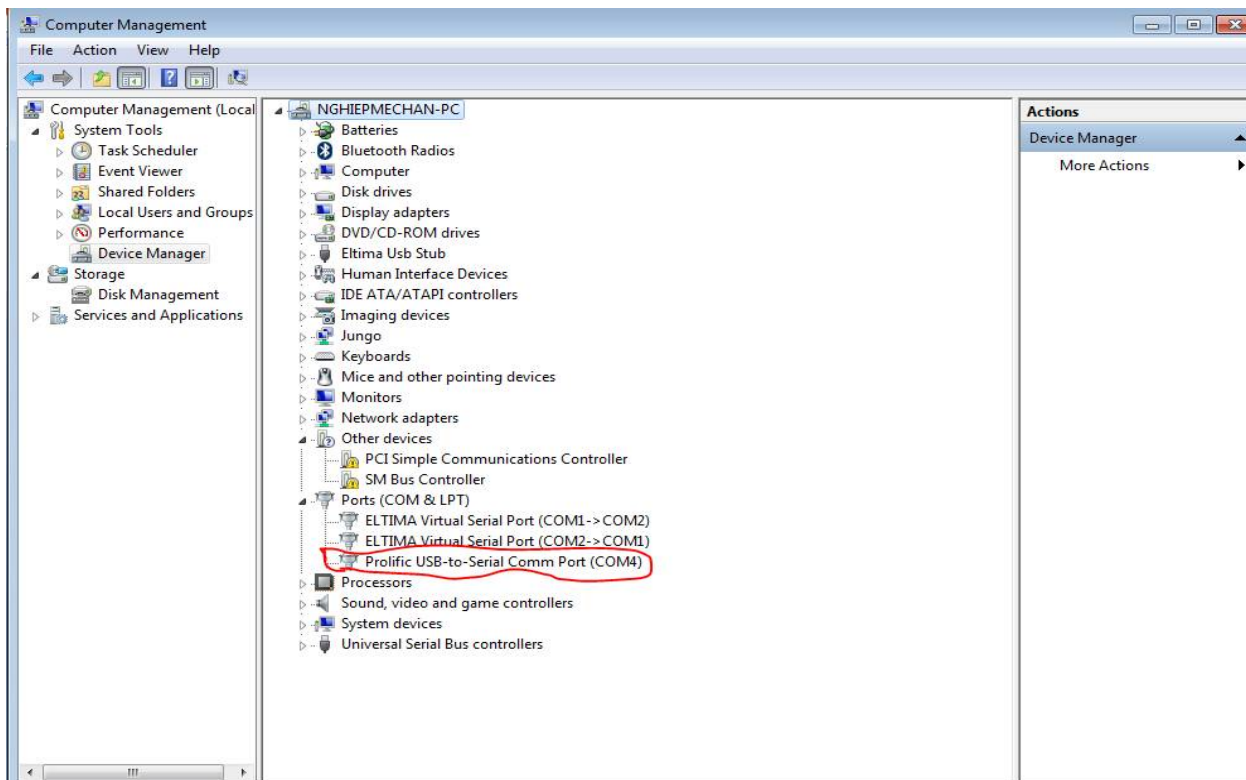 Computer Management
File Action View Help
Computer Management (Local
System Tools
Task Scheduler
Event Viewer
Shared Folders
Local Users and Groups
Performance
Device Manager
Storage
Disk Management
Services and Applications
NGHIEPMECHAN-PC
Batteries
Bluetooth Radios
Computer
Disk drives
Display adapters
DVD/CD-ROM drives
Eltima Usb Stub
Human Interface Devices
IDE ATA/ATAPI controllers
Imaging devices
Jungo
Keyboards
Mice and other pointing devices
Monitors
Network adapters
Other devices
PCI Simple Communications Controller
SM Bus Controller
Ports (COM & LPT)
ELTIMA Virtual Serial Port (COM1->COM2)
ELTIMA Virtual Serial Port (COM2->COM1)
Prolific USB-to-Serial Comm Port (COM4)
Processors
Sound, video and game controllers
System devices
Universal Serial Bus controllers
Actions
Device Manager
More Actions